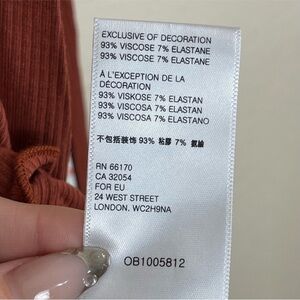 EXCLUSIVE OF DECORATION
93% VISCOSE 7% ELASTANE
93% VISCOSE 7% ELASTANE
À L'EXCEPTION DE LA
DÉCORATION
93% VISKOSE 7% ELASTAN
93% VISCOSA 7% ELASTAN
93% VISCOSA 7% ELASTANO
不包括装饰 93% 粘膠 7% 氨綸
RN 66170
CA 32054
FOR EU
24 WEST STREET
LONDON. WC2H9NA
OB1005812